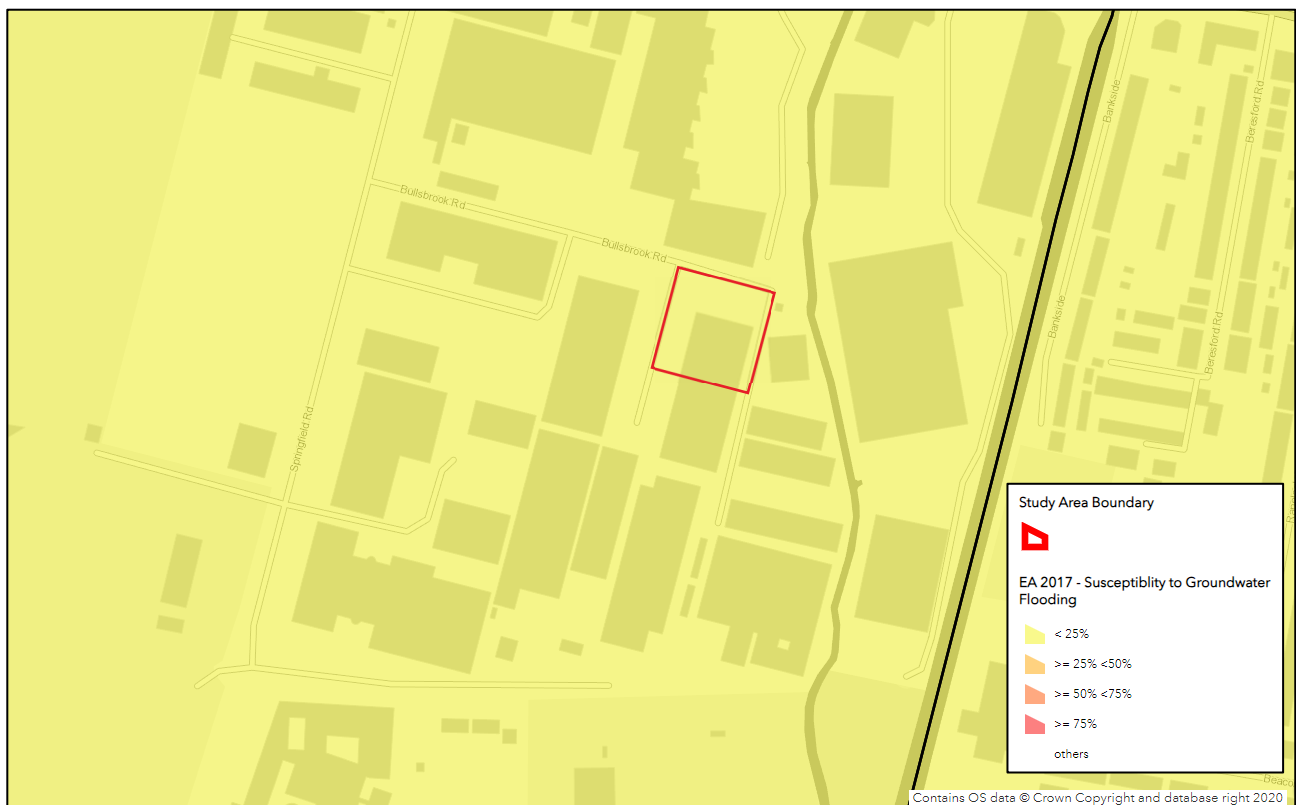 Bullsbrook Rd
Bullsbrook Rd
Springfield Rd
Bankside
Bankside
Beresford Rd
Beresford Rd
Study Area Boundary
EA 2017 - Susceptiblity to Groundwater
Flooding
< 25%
>= 25% <50%
>= 50% <75%
>= 75%
others
Contains OS data © Crown Copyright and database right 2020